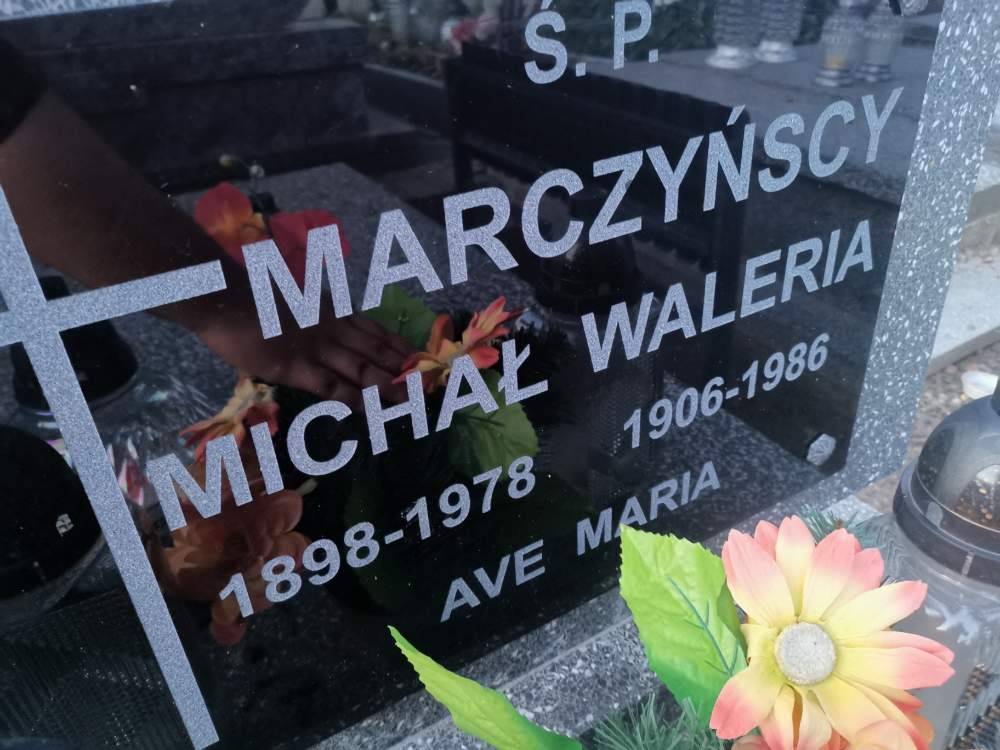 Ś. P.
MARCZYŃSCY
MICHAŁ WALERIA
1898-1978 1906-1986
AVE MARIA